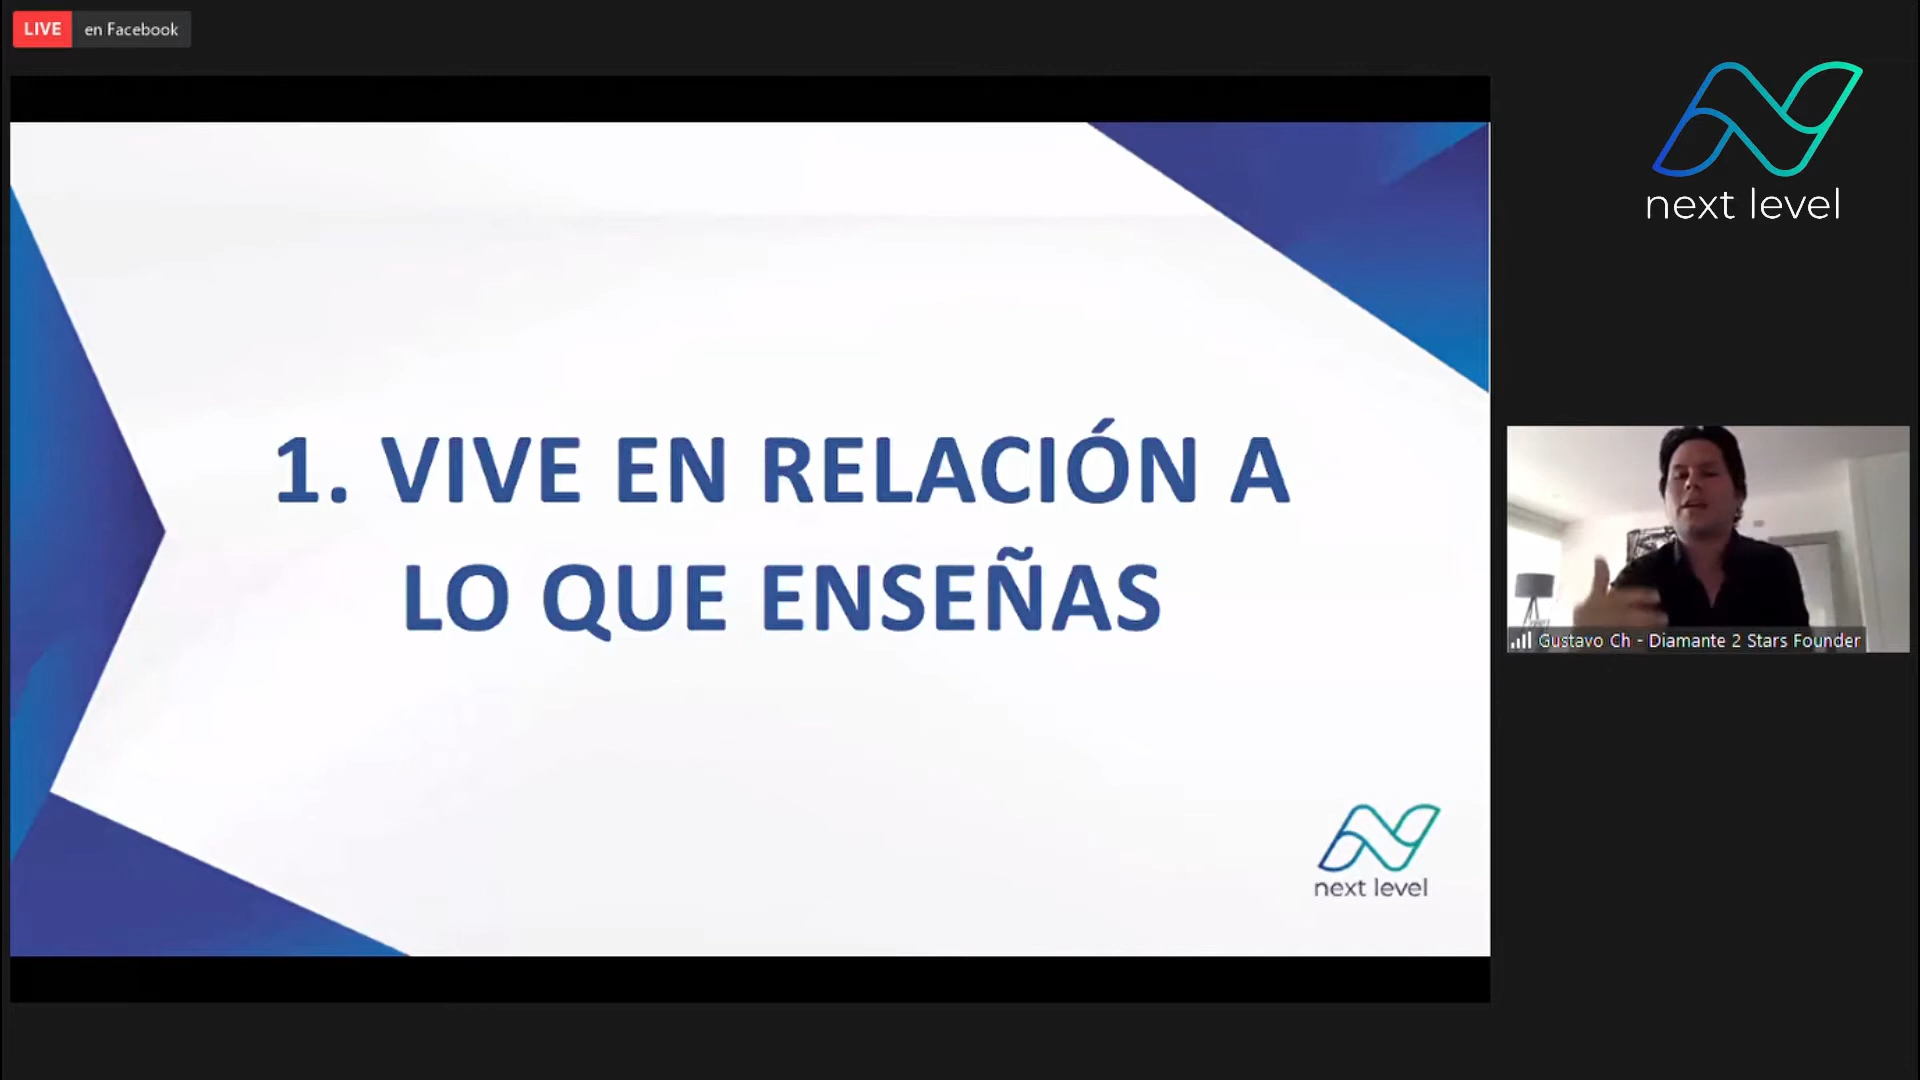 LIVE en Facebook
next level
1. VIVE EN RELACIÓN A
LO QUE ENSEÑAS
Gustavo Ch - Diamante 2 Stars Founder
next level